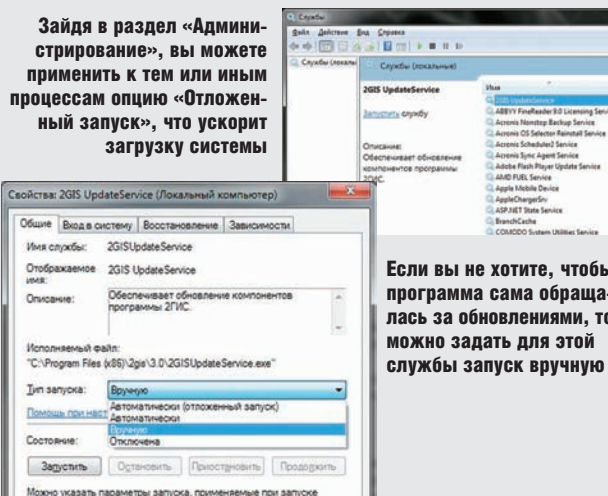 Зайдя в раздел «Админи-
стрирование», вы можете
применить к тем или иным
процессам опцию «Отложен-
ный запуск», что ускорит
загрузку системы
Службы
Файл Действие Вид Справка
Службы (локалы
Службы (локальные)
2GIS UpdateService
Запустить службу
Описание:
Обеспечивает обновление
компонентов программы
2ГИС.
Имя
2GIS UpdateService
ABBYY FineReader 9.0 Licensing Serv
Acronis Nonstop Backup Service
Acronis OS Selector Reinstall Service
Acronis Scheduler2 Service
Acronis Sync Agent Service
Adobe Flash Player Update Service
AMD FUEL Service
Apple Mobile Device
AppleChargerSrv
ASP.NET State Service
BranchCache
COMODO System Utilities Service
Свойства: 2GIS UpdateService (Локальный компьютер)
Общие Вход в систему Восстановление Зависимости
Имя службы: 2GISUpdateService
Отображаемое имя: 2GIS UpdateService
Описание: Обеспечивает обновление компонентов
программы 2ГИС.
Исполняемый файл:
"C:\Program Files (x86)\2gis\3.0\2GISUpdateService.exe"
Тип запуска: Вручную
Помощь при наст
Автоматически (отложенный запуск)
Автоматически
Вручную
Отключена
Состояние:
Запустить Остановить Приостановить Продолжить
Можно указать параметры запуска, применяемые при запуске
Если вы не хотите, чтобы
программа сама обраща-
лась за обновлениями, то
можно задать для этой
службы запуск вручную